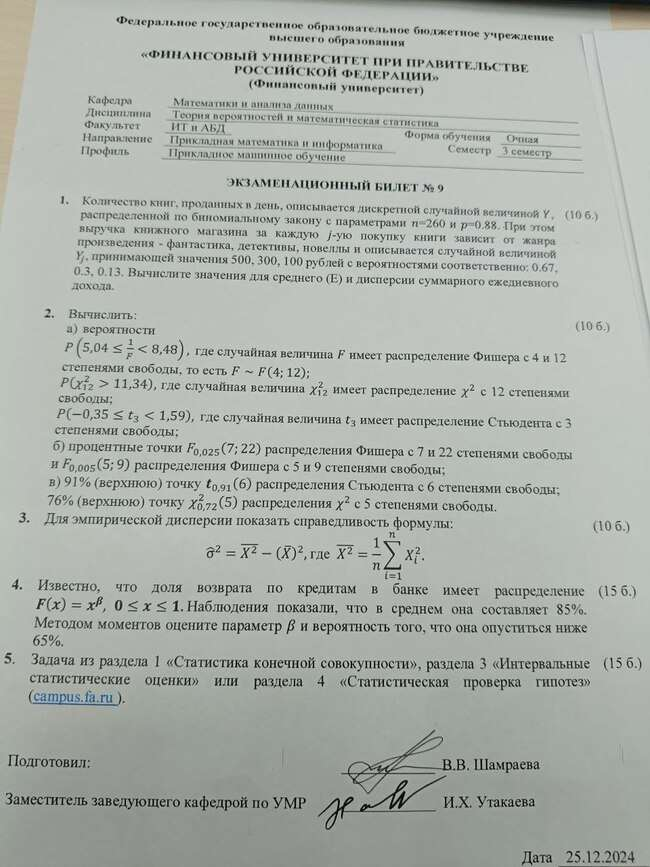 Федеральное государственное образовательное бюджетное учреждение
высшего образования
«ФИНАНСОВЫЙ УНИВЕРСИТЕТ ПРИ ПРАВИТЕЛЬСТВЕ
РОССИЙСКОЙ ФЕДЕРАЦИИ»
(Финансовый университет)
Кафедра Математики и анализа данных
Дисциплина Теория вероятностей и математическая статистика
Факультет ИТ и АБД Форма обучения Очная
Направление Прикладная математика и информатика Семестр 3 семестр
Профиль Прикладное машинное обучение
ЭКЗАМЕНАЦИОННЫЙ БИЛЕТ № 9
1. Количество книг, проданных в день, описывается дискретной случайной величиной Y, (10 б.)
распределенной по биномиальному закону с параметрами n=260 и p=0.88. При этом
выручка книжного магазина за каждую j-ую покупку книги зависит от жанра
произведения - фантастика, детективы, новеллы и описывается случайной величиной
Yj, принимающей значения 500, 300, 100 рублей с вероятностями соответственно: 0.67,
0.3, 0.13. Вычислите значения для среднего (E) и дисперсии суммарного ежедневного
дохода.
2. Вычислить: (10 б.)
а) вероятности
P(5,04 ≤ 1/F < 8,48), где случайная величина F имеет распределение Фишера с 4 и 12
степенями свободы, то есть F ~ F(4; 12);
P(χ²₁₂ > 11,34), где случайная величина χ²₁₂ имеет распределение χ² с 12 степенями
свободы;
P(−0,35 ≤ t₃ < 1,59), где случайная величина t₃ имеет распределение Стьюдента с 3
степенями свободы;
б) процентные точки F₀,₀₂₅(7; 22) распределения Фишера с 7 и 22 степенями свободы
и F₀,₀₀₅(5; 9) распределения Фишера с 5 и 9 степенями свободы;
в) 91% (верхнюю) точку t₀,₉₁(6) распределения Стьюдента с 6 степенями свободы;
76% (верхнюю) точку χ²₀,₇₂(5) распределения χ² с 5 степенями свободы.
3. Для эмпирической дисперсии показать справедливость формулы: (10 б.)
σ̂² = X̅²̅ − (X̅)², где X̅²̅ = 1/n ∑ⁿᵢ₌₁ Xᵢ².
4. Известно, что доля возврата по кредитам в банке имеет распределение (15 б.)
F(x) = x^β, 0 ≤ x ≤ 1. Наблюдения показали, что в среднем она составляет 85%.
Методом моментов оцените параметр β и вероятность того, что она опуститься ниже
65%.
5. Задача из раздела 1 «Статистика конечной совокупности», раздела 3 «Интервальные (15 б.)
статистические оценки» или раздела 4 «Статистическая проверка гипотез»
(campus.fa.ru ).
Подготовил: В.В. Шамраева
Заместитель заведующего кафедрой по УМР И.Х. Утакаева
Дата 25.12.2024